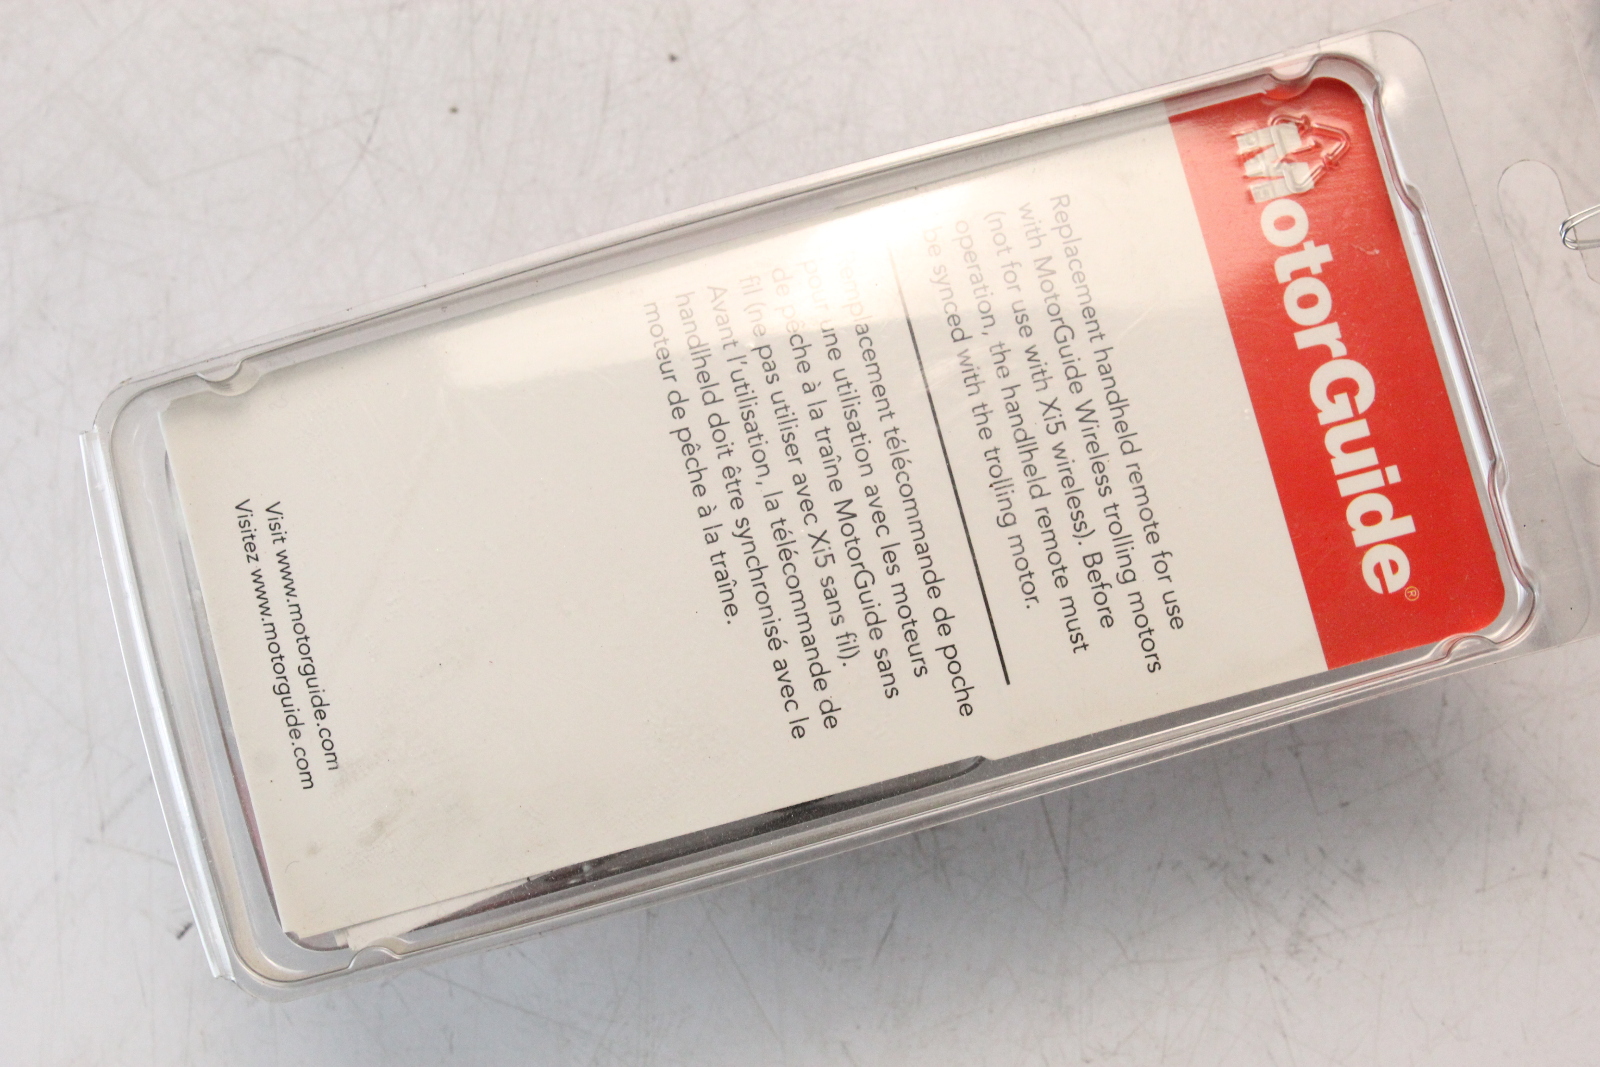 MotorGuide®
Replacement handheld remote for use
with MotorGuide Wireless trolling motors
(not for use with Xi5 wireless). Before
operation, the handheld remote must
be synced with the trolling motor.
emplacement télécommande de poche
pour une utilisation avec les moteurs
de pêche à la traîne MotorGuide sans
fil (ne pas utiliser avec Xi5 sans fil).
Avant l'utilisation, la télécommande de
handlheld doit être synchronisé avec le
moteur de pêche à la traîne.
Visit www.motorguide.com
Visitez www.motorguide.com